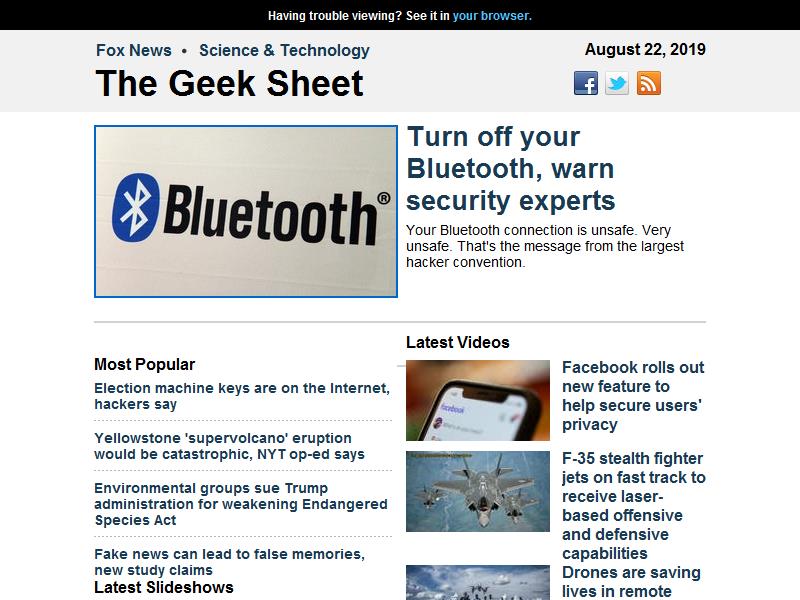 Having trouble viewing? See it in your browser.
Fox News • Science & Technology
August 22, 2019
The Geek Sheet
Bluetooth®
Turn off your
Bluetooth, warn
security experts
Your Bluetooth connection is unsafe. Very
unsafe. That's the message from the largest
hacker convention.
Most Popular
Election machine keys are on the Internet,
hackers say
Yellowstone 'supervolcano' eruption
would be catastrophic, NYT op-ed says
Environmental groups sue Trump
administration for weakening Endangered
Species Act
Fake news can lead to false memories,
new study claims
Latest Slideshows
Latest Videos
facebook
Facebook rolls out
new feature to
help secure users'
privacy
F-35 stealth fighter
jets on fast track to
receive laser-
based offensive
and defensive
capabilities
Drones are saving
lives in remote